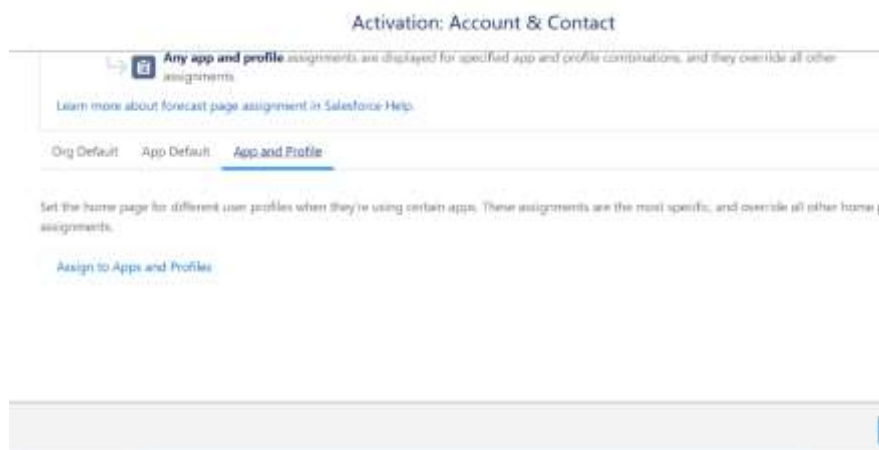 Activation: Account & Contact
Any app and profile assignments are displayed for specified app and profile combinations, and they override all other
assignments
Learn more about forecast page assignment in Salesforce Help.
Org Default App Default App and Profile
Set the home page for different user profiles when they're using certain apps. These assignments are the most specific, and override all other home
assignments.
Assign to Apps and Profiles